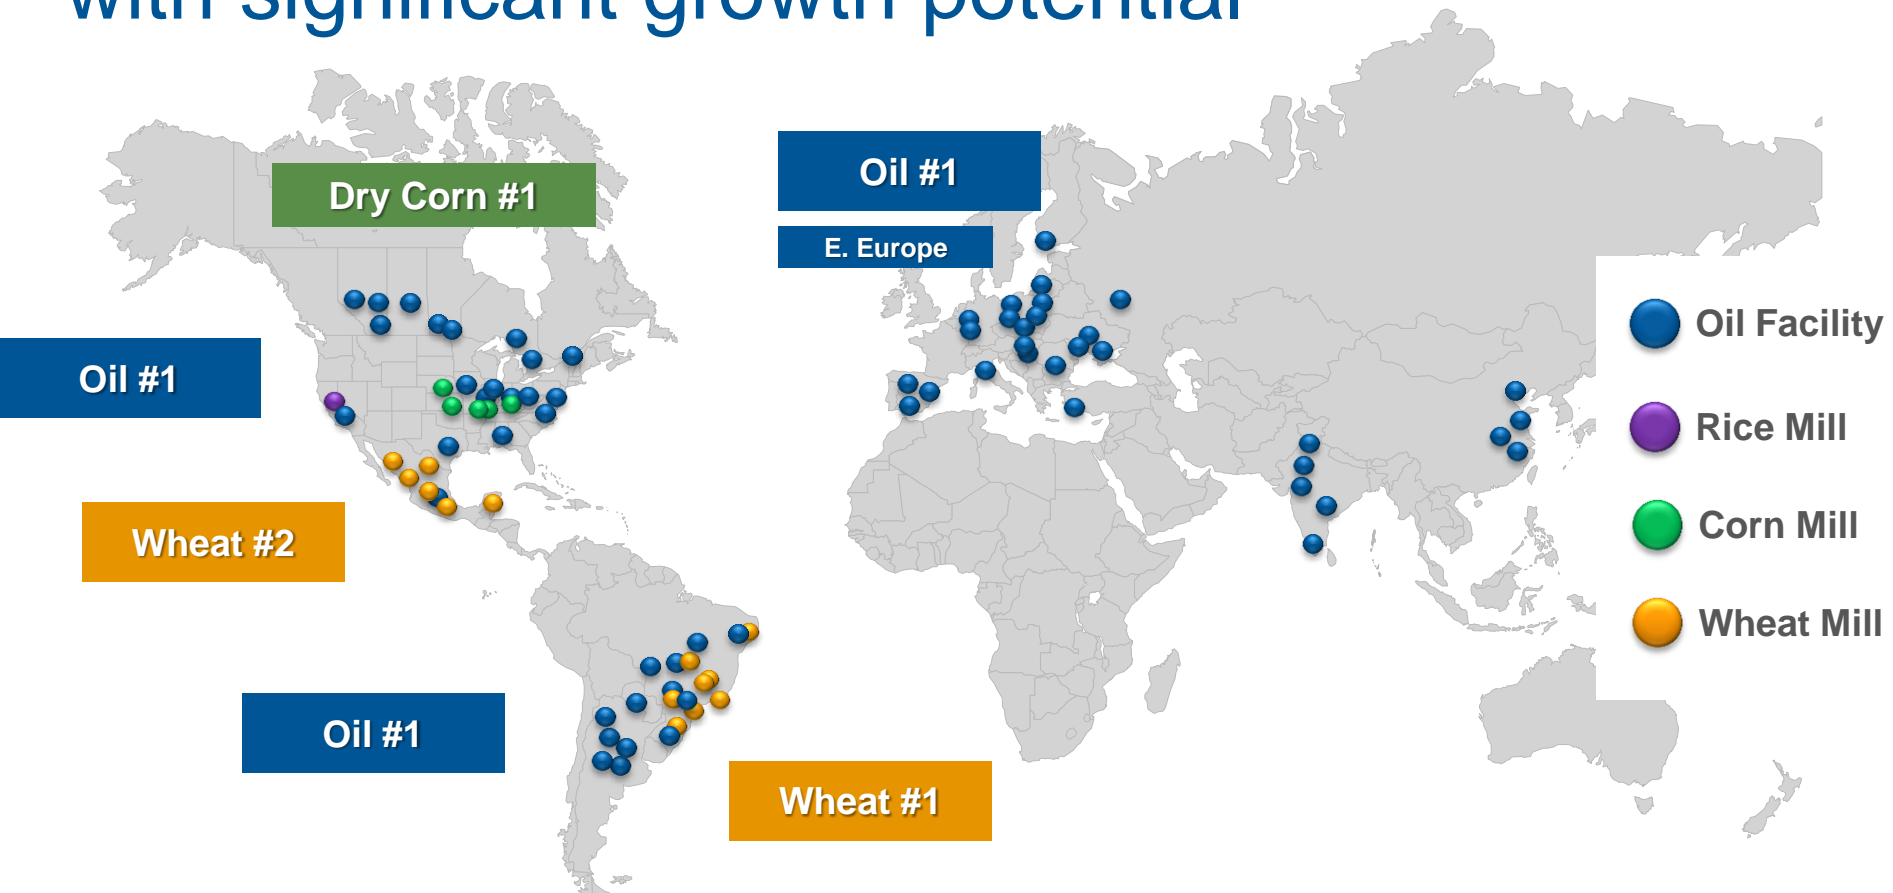 with significant growth potential
Dry Corn #1
Oil #1
E. Europe
Oil #1
Wheat #2
Oil #1
Wheat #1
Oil Facility
Rice Mill
Corn Mill
Wheat Mill